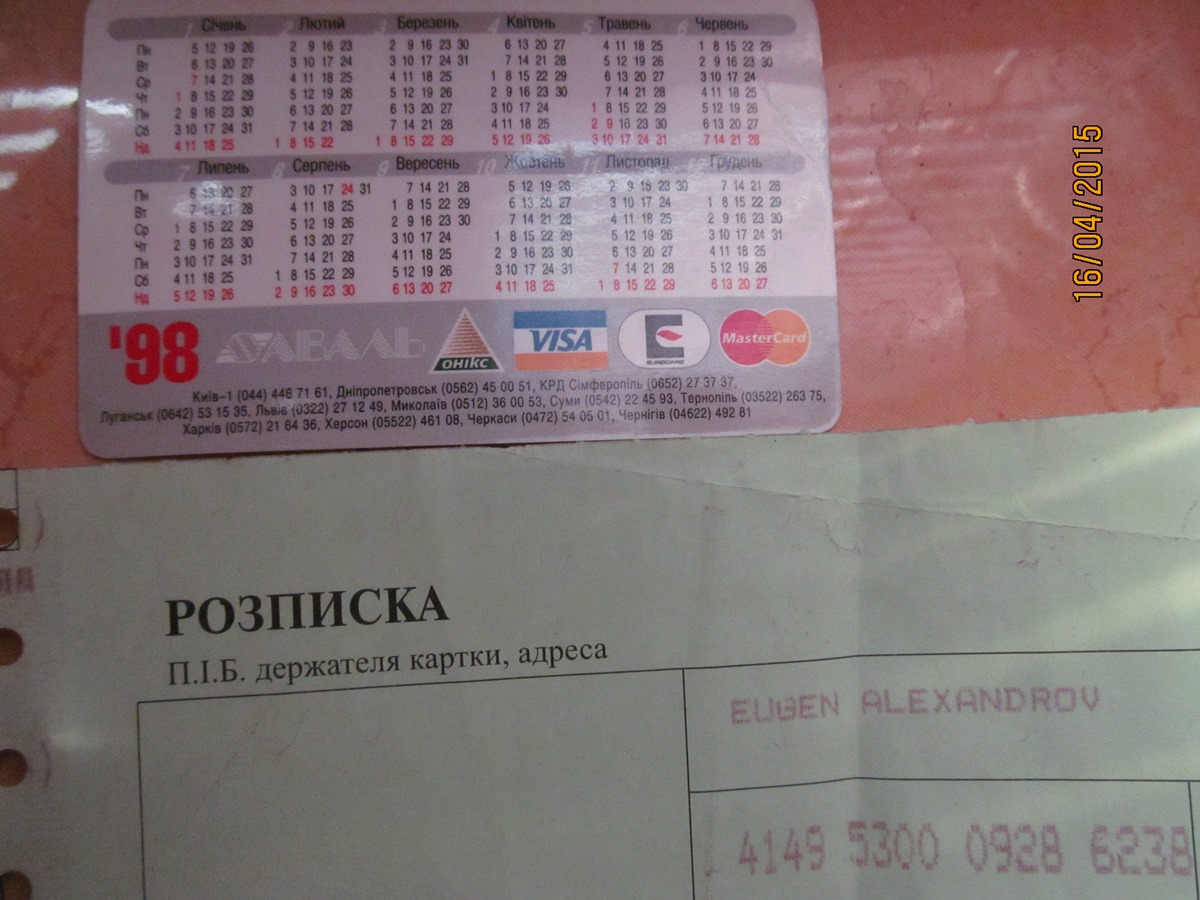 1 Січень 2 Лютий 3 Березень 4 Квітень 5 Травень 6 Червень
Пн 5 12 19 26 2 9 16 23 2 9 16 23 30 6 13 20 27 4 11 18 25 1 8 15 22 29
Вт 6 13 20 27 3 10 17 24 3 10 17 24 31 7 14 21 28 5 12 19 26 2 9 16 23 30
Ср 7 14 21 28 4 11 18 25 4 11 18 25 1 8 15 22 29 6 13 20 27 3 10 17 24
Чт 1 8 15 22 29 5 12 19 26 5 12 19 26 2 9 16 23 30 7 14 21 28 4 11 18 25
Пн 2 9 16 23 30 6 13 20 27 6 13 20 27 3 10 17 24 1 8 15 22 29 5 12 19 26
Сб 3 10 17 24 31 7 14 21 28 7 14 21 28 4 11 18 25 2 9 16 23 30 6 13 20 27
Нд 4 11 18 25 1 8 15 22 1 8 15 22 29 5 12 19 26 3 10 17 24 31 7 14 21 28
7 Липень 8 Серпень 9 Вересень 10 Жовтень 11 Листопад 12 Грудень
Пн 6 13 20 27 3 10 17 24 31 7 14 21 28 5 12 19 26 2 9 16 23 30 7 14 21 28
Вт 7 14 21 28 4 11 18 25 1 8 15 22 29 6 13 20 27 3 10 17 24 1 8 15 22 29
Ср 1 8 15 22 29 5 12 19 26 2 9 16 23 30 7 14 21 28 4 11 18 25 2 9 16 23 30
Чт 2 9 16 23 30 6 13 20 27 3 10 17 24 1 8 15 22 29 5 12 19 26 3 10 17 24 31
Пн 3 10 17 24 31 7 14 21 28 4 11 18 25 2 9 16 23 30 6 13 20 27 4 11 18 25
Сб 4 11 18 25 1 8 15 22 29 5 12 19 26 3 10 17 24 31 7 14 21 28 5 12 19 26
Нд 5 12 19 26 2 9 16 23 30 6 13 20 27 4 11 18 25 1 8 15 22 29 6 13 20 27
'98 АВАЛЬ ОНІКС VISA EUROCARD MasterCard
Київ-1 (044) 446 71 61, Дніпропетровськ (0562) 45 00 51, КРД Сімферопіль (0652) 27 37 37,
Луганськ (0642) 53 15 35, Львів (0322) 27 12 49, Миколаїв (0512) 36 00 53, Суми (0542) 22 45 93, Тернопіль (03522) 263 75,
Харків (0572) 21 64 36, Херсон (05522) 461 08, Черкаси (0472) 54 05 01, Чернігів (04622) 492 81
16/04/2015
РОЗПИСКА
П.І.Б. держателя картки, адреса
EUGEN ALEXANDROV
4149 5300 0928 6238